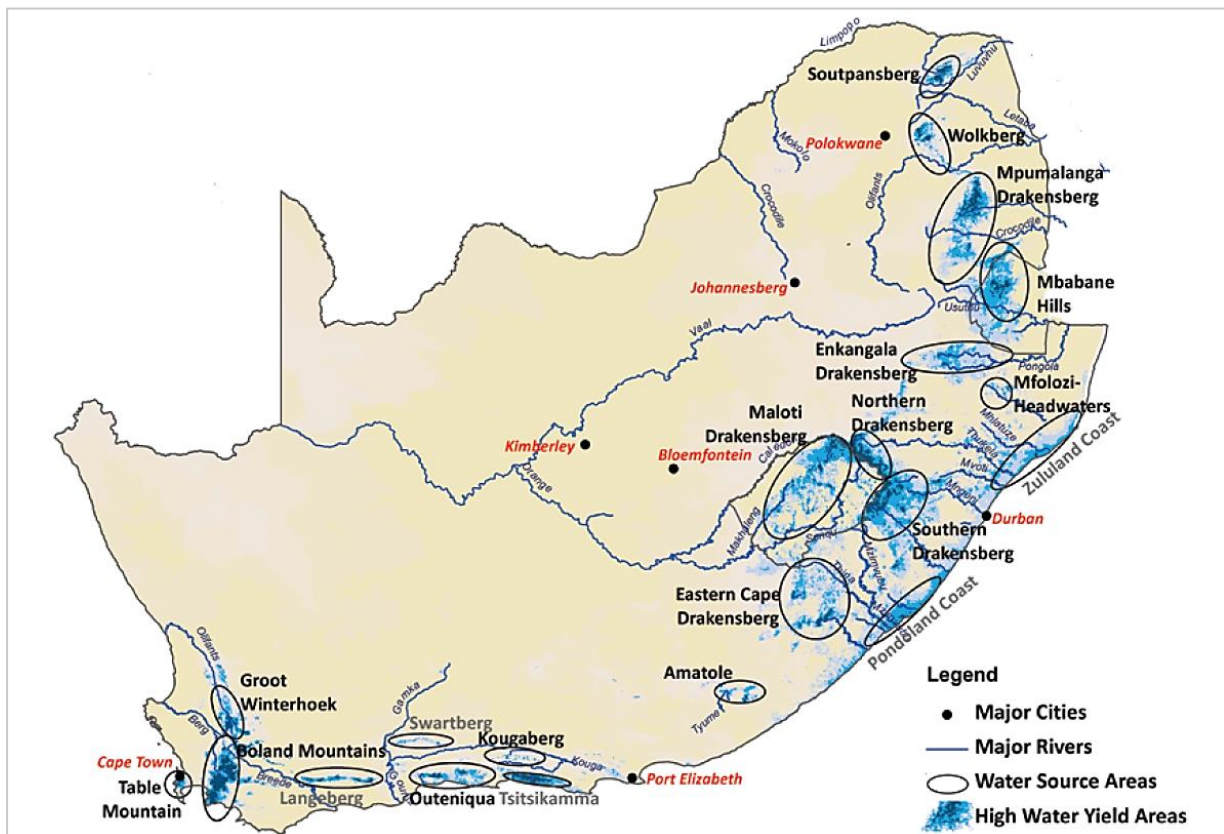 Limpopo
Soutpansberg
Luvuvhu
Letaba
Mokolo
Polokwane
Wolkberg
Mpumalanga
Drakensberg
Crocodile
Olifants
Crocodile
Johannesberg
Mbabane
Hills
Usuthu
Vaal
Enkangala
Drakensberg
Pongola
Mfolozi-
Headwaters
Northern
Drakensberg
Maloti
Drakensberg
Mhlatuze
Thukela
Zululand Coast
Kimberley
Bloemfontein
Mvoti
Orange
Mngeni
Durban
Makhaleng
Senqu
Southern
Drakensberg
Mzimvubu
Eastern Cape
Drakensberg
Pondoland Coast
Amatole
Tyume
Olifants
Groot
Winterhoek
Berg
Gamka
Swartberg
Kougaberg
Kouga
Boland Mountains
Cape Town
Breede
Port Elizabeth
Table
Mountain
Langeberg
Outeniqua
Tsitsikamma
Legend
Major Cities
Major Rivers
Water Source Areas
High Water Yield Areas